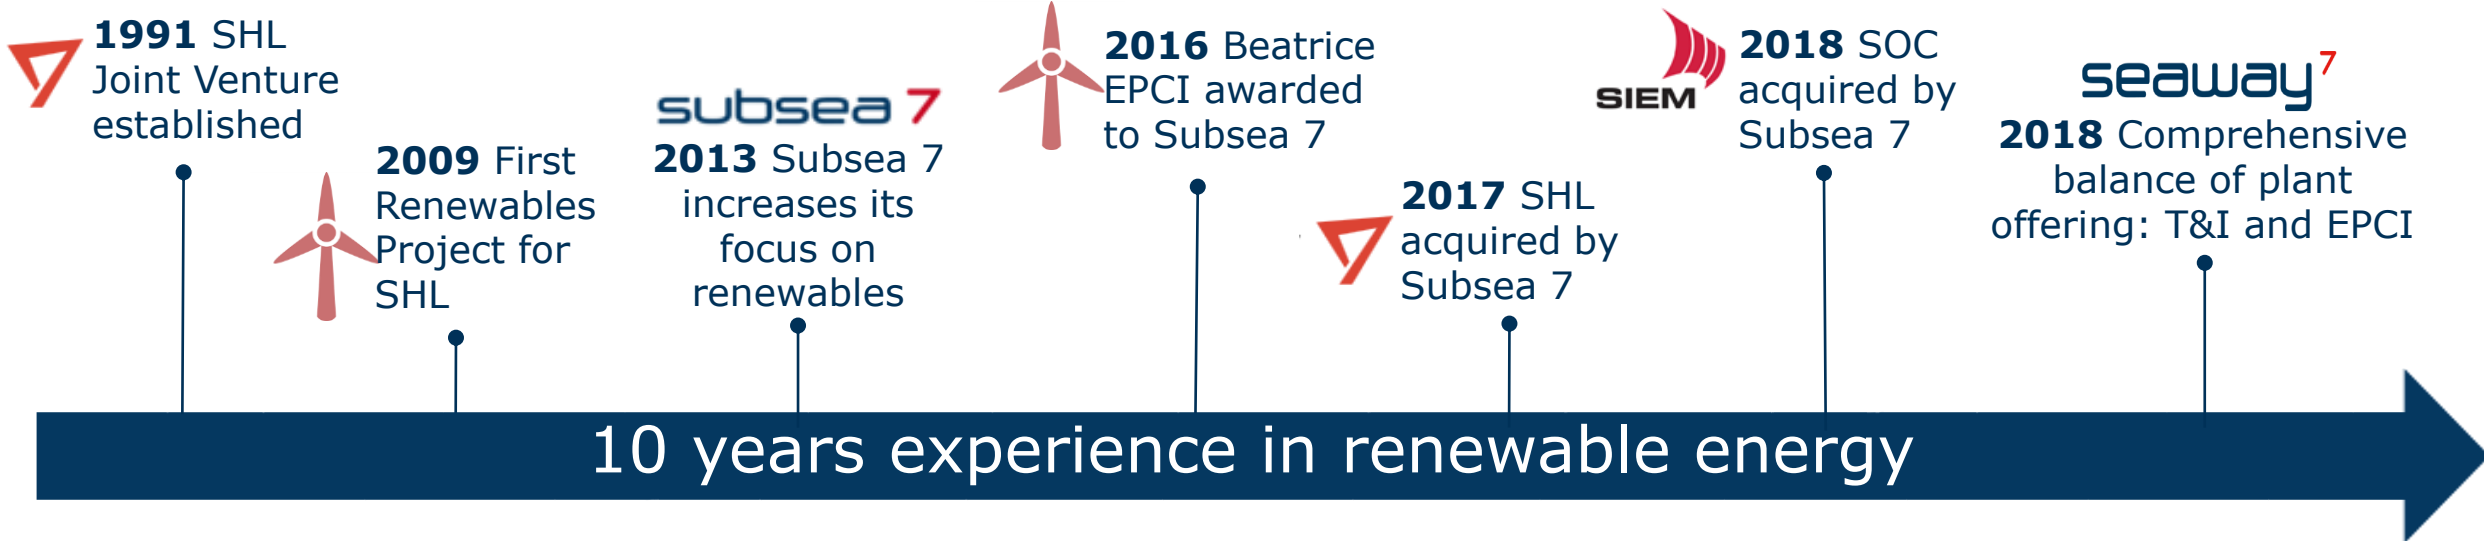 1991 SHL
Joint Venture
established
2009 First
Renewables
Project for
SHL
subsea 7
2013 Subsea 7
increases its
focus on
renewables
2016 Beatrice
EPCI awarded
to Subsea 7
2017 SHL
acquired by
Subsea 7
SIEM
2018 SOC
acquired by
Subsea 7
seaway7
2018 Comprehensive
balance of plant
offering: T&I and EPCI
10 years experience in renewable energy